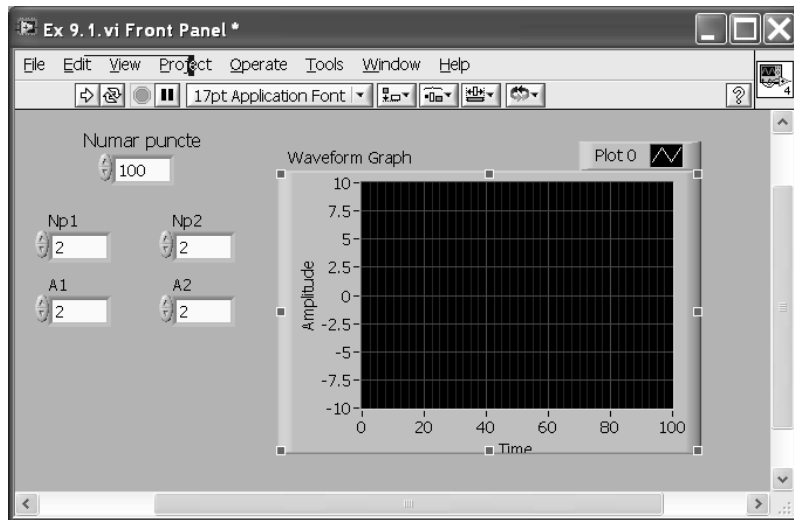 Ex 9.1.vi Front Panel *
File Edit View Project Operate Tools Window Help
17pt Application Font
?
4
Numar puncte
100
Np1 Np2
2 2
A1 A2
2 2
Waveform Graph
Plot 0
Amplitude
10
7.5
5
2.5
0
-2.5
-5
-7.5
-10
0 20 40 60 80 100
Time